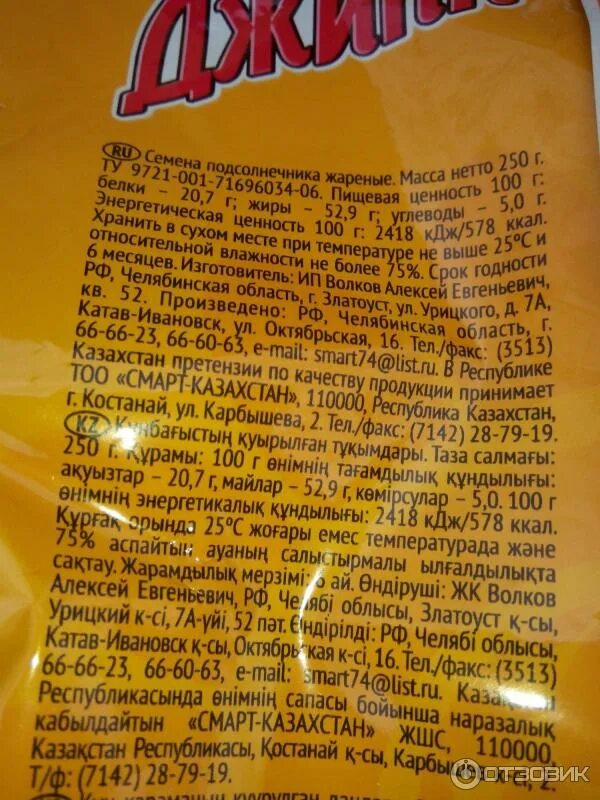 RU Семена подсолнечника жареные. Масса нетто 250 г.
ТУ 9721-001-71696034-06. Пищевая ценность 100 г:
белки – 20,7 г; жиры – 52,9 г; углеводы – 5,0 г.
Энергетическая ценность 100 г: 2418 кДж/578 ккал.
Хранить в сухом месте при температуре не выше 25°С и
относительной влажности не более 75%. Срок годности
6 месяцев. Изготовитель: ИП Волков Алексей Евгеньевич,
РФ, Челябинская область, г. Златоуст, ул. Урицкого, д. 7А,
кв. 52. Произведено: РФ, Челябинская область, г.
Катав-Ивановск, ул. Октябрьская, 16. Тел./факс: (3513)
66-66-23, 66-60-63, e-mail: smart74@list.ru. В Республике
Казахстан претензии по качеству продукции принимает
ТОО «СМАРТ-КАЗАХСТАН», 110000, Республика Казахстан,
г. Костанай, ул. Карбышева, 2. Тел./факс: (7142) 28-79-19.
KZ Күнбағыстың қуырылған тұқымдары. Таза салмағы:
250 г. Құрамы: 100 г өнімнің тағамдық құндылығы:
ақуыздар – 20,7 г, майлар – 52,9 г, көмірсулар – 5,0. 100 г
өнімнің энергетикалық құндылығы: 2418 кДж/578 ккал.
Құрғақ орында 25°С жоғары емес температурада және
75% аспайтын ауаның салыстырмалы ылғалдылықта
сақтау. Жарамдылық мерзімі: 6 ай. Өндіруші: ЖК Волков
Алексей Евгеньевич, РФ, Челябі облысы, Златоуст қ-сы,
Урицкий к-сі, 7А-үйі, 52 пәт. Өндірілді: РФ, Челябі облысы,
Катав-Ивановск қ-сы, Октябрьская к-сі, 16. Тел./факс: (3513)
66-66-23, 66-60-63, e-mail: smart74@list.ru. Қазақстан
Республикасында өнімнің сапасы бойынша наразалық
қабылдайтын «СМАРТ-КАЗАХСТАН» ЖШС, 110000,
Қазақстан Республикасы, Қостанай қ-сы, Карбышев к-сі, 2.
Т/ф: (7142) 28-79-19.
ОТЗОВИК